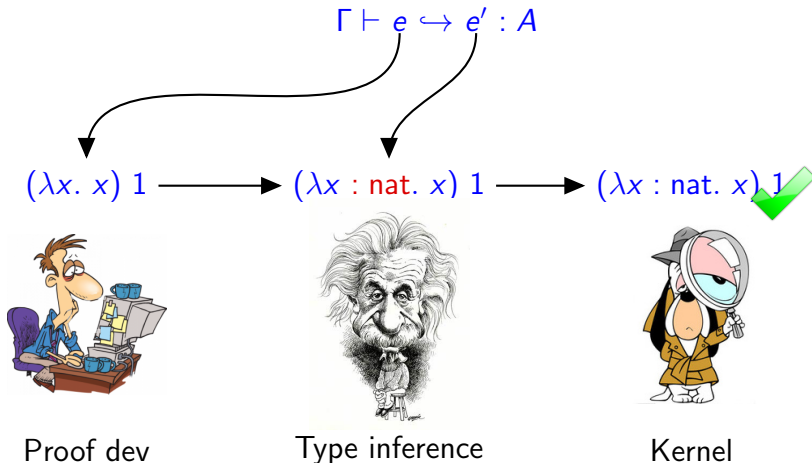 Γ ⊢ e ↪ e′ : A
(λx. x) 1
(λx : nat. x) 1
(λx : nat. x) 1
Proof dev
Type inference
Kernel